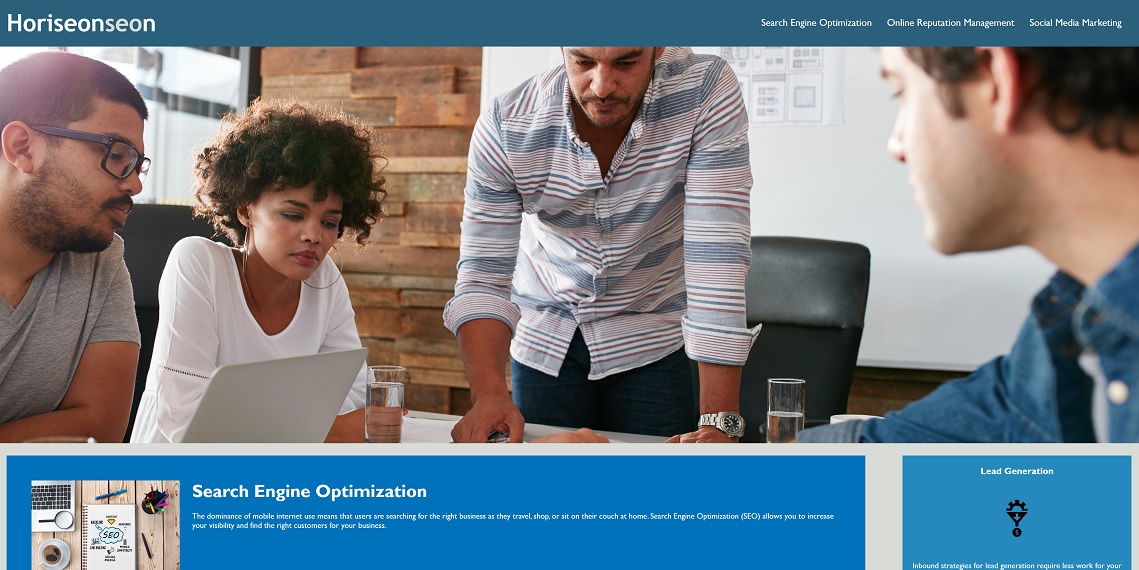 Horiseonseon
Search Engine Optimization
Online Reputation Management
Social Media Marketing
Search Engine Optimization
The dominance of mobile internet use means that users are searching for the right business as they travel, shop, or sit on their couch at home. Search Engine Optimization (SEO) allows you to increase
your visibility and find the right customers for your business.
SEO
Lead Generation
Inbound strategies for lead generation require less work for your